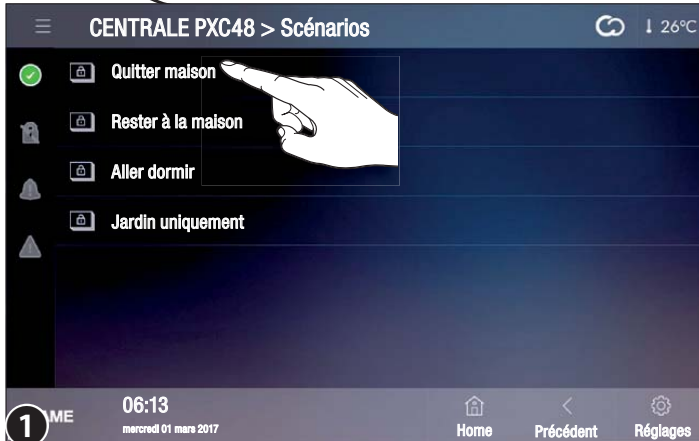 CENTRALE PXC48 > Scénarios
26°C
Quitter maison
Rester à la maison
Aller dormir
Jardin uniquement
1
06:13
mercredi 01 mars 2017
Home
Précédent
Réglages